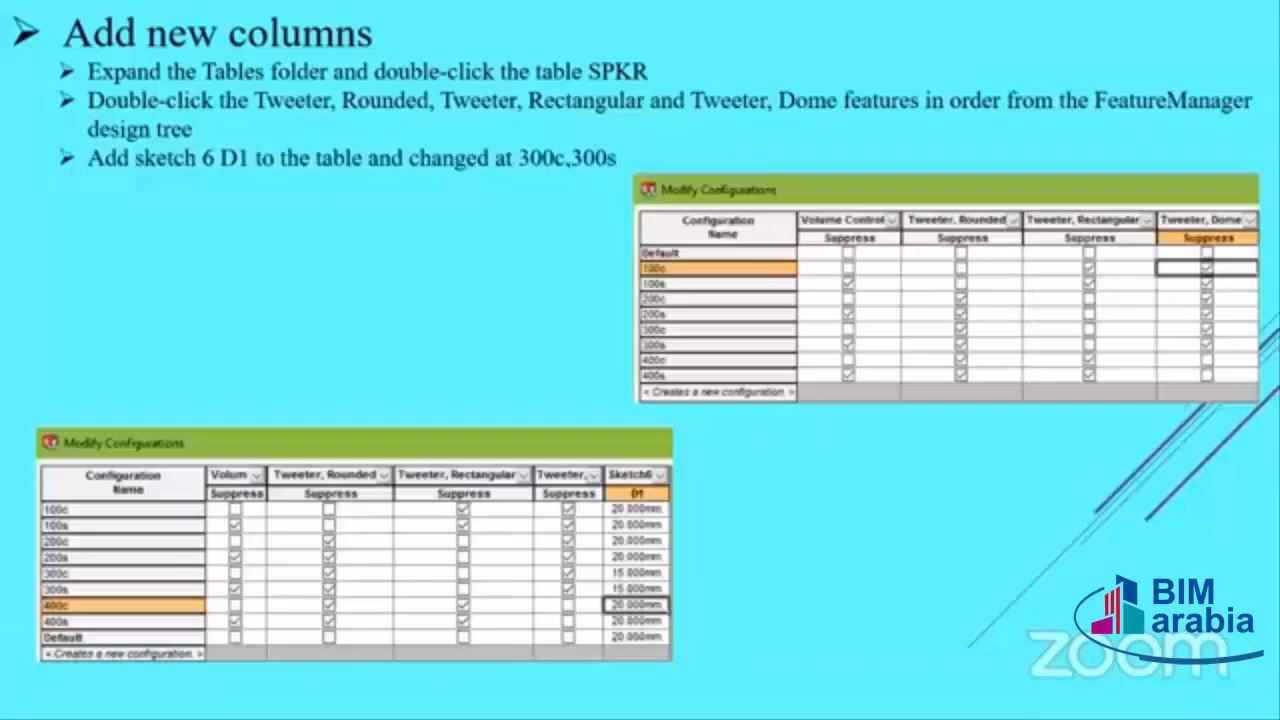 Add new columns
Expand the Tables folder and double-click the table SPKR
Double-click the Tweeter, Rounded, Tweeter, Rectangular and Tweeter, Dome features in order from the FeatureManager
design tree
Add sketch 6 D1 to the table and changed at 300c,300s
Modify Configurations
Configuration Name Volume Control Tweeter, Rounded Tweeter, Rectangular Tweeter, Dome
Suppress Suppress Suppress Suppress
Default
100c
100s
200c
200s
300c
300s
400c
400s
< Creates a new configuration. >
Modify Configurations
Configuration Name Volum Tweeter, Rounded Tweeter, Rectangular Tweeter, Sketch6
Suppress Suppress Suppress Suppress D1
100c 20.000mm
100s 20.000mm
200c 20.000mm
200s 20.000mm
300c 15.000mm
300s 15.000mm
400c 20.000mm
400s 20.000mm
Default 20.000mm
< Creates a new configuration. >
BIM
arabia
zoom